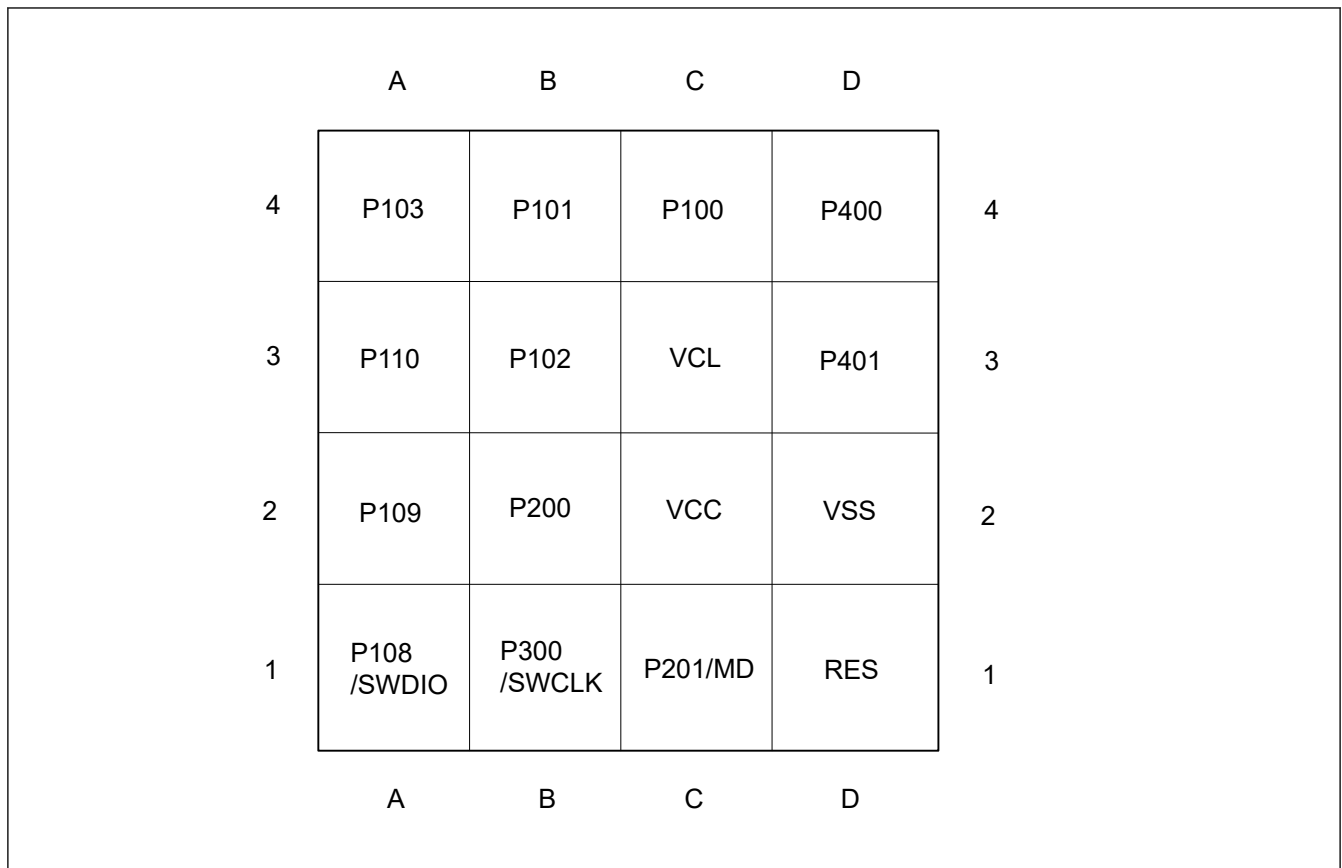 A B C D
4 P103 P101 P100 P400 4
3 P110 P102 VCL P401 3
2 P109 P200 VCC VSS 2
1 P108 /SWDIO P300 /SWCLK P201/MD RES 1
A B C D